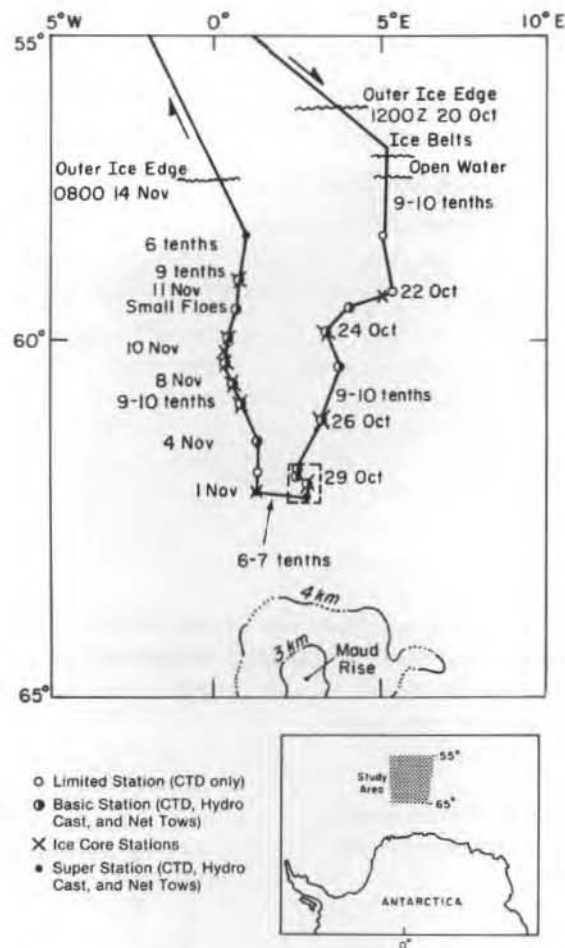 5°W 0° 5°E 10°E
55°
Outer Ice Edge
1200Z 20 Oct
Ice Belts
Open Water
Outer Ice Edge
0800 14 Nov
9-10 tenths
6 tenths
9 tenths
11 Nov
Small Floes
22 Oct
60°
24 Oct
10 Nov
8 Nov
9-10 tenths
9-10 tenths
26 Oct
4 Nov
29 Oct
1 Nov
6-7 tenths
4 km
3 km
Maud
Rise
65°
Limited Station (CTD only)
Basic Station (CTD, Hydro
Cast, and Net Tows)
Ice Core Stations
Super Station (CTD, Hydro
Cast, and Net Tows)
55°
Study
Area
65°
ANTARCTICA
0°